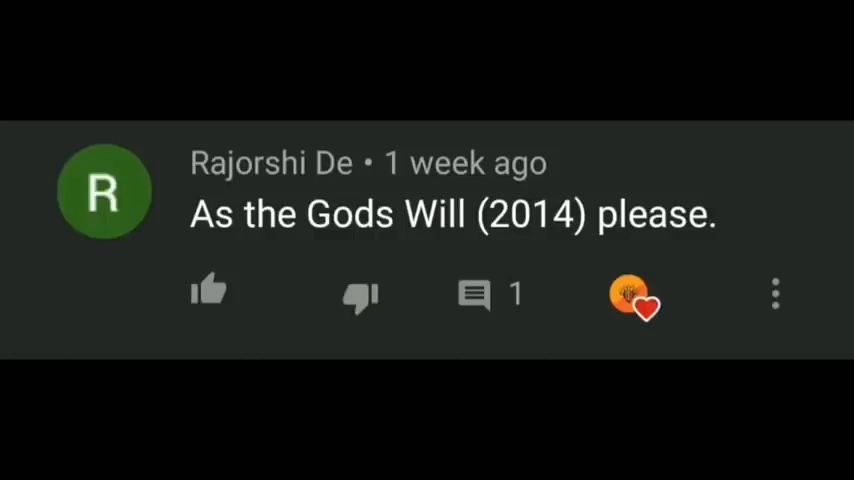 R
Rajorshi De • 1 week ago
As the Gods Will (2014) please.
1